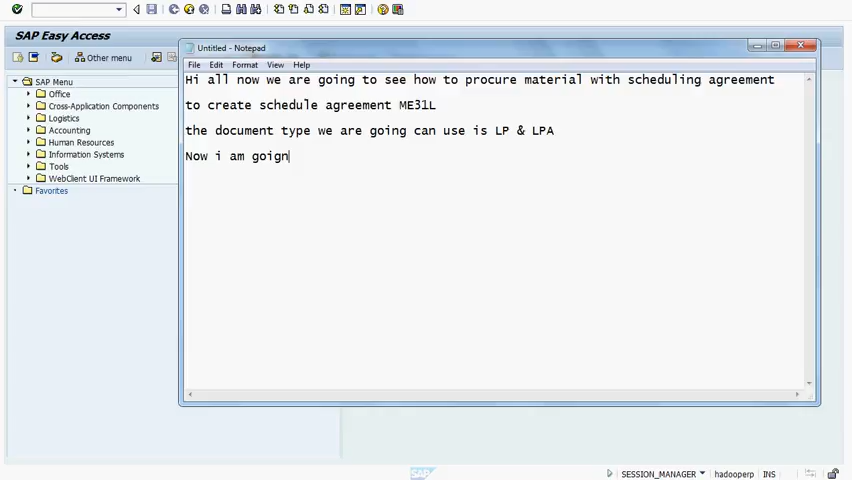 SAP Easy Access
Other menu
SAP Menu
Office
Cross-Application Components
Logistics
Accounting
Human Resources
Information Systems
Tools
WebClient UI Framework
Favorites
Untitled - Notepad
File Edit Format View Help
Hi all now we are going to see how to procure material with scheduling agreement
to create schedule agreement ME31L
the document type we are going can use is LP & LPA
Now i am goign
SAP
SESSION_MANAGER hadooperp INS